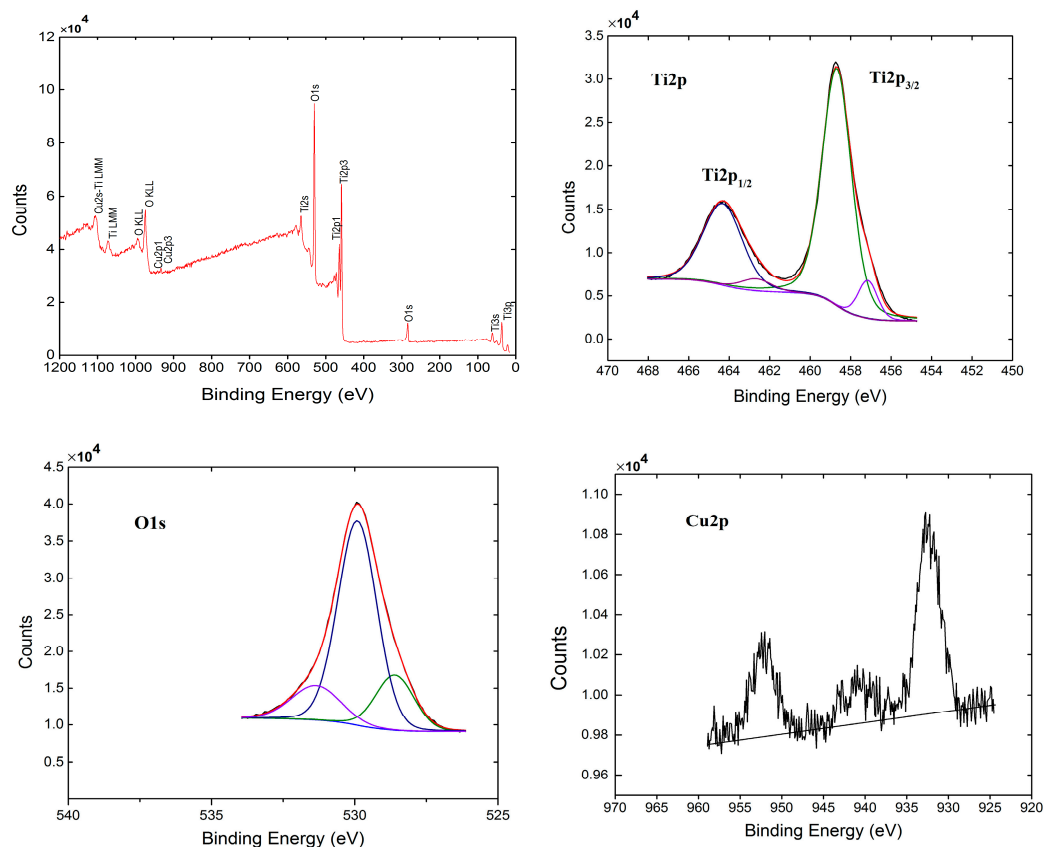 ×10⁴
12
10
8
6
4
2
0
1200 1100 1000 900 800 700 600 500 400 300 200 100 0
Counts
Binding Energy (eV)
Cu2s-Ti LMM
Ti LMM
O KLL
O KLL
Cu2p1
Cu2p3
Ti2s
O1s
Ti2p1
Ti2p3
O1s
Ti3s
Ti3p
×10⁴
3.5
3.0
2.5
2.0
1.5
1.0
0.5
0.0
470 468 466 464 462 460 458 456 454 452 450
Counts
Binding Energy (eV)
Ti2p
Ti2p3/2
Ti2p1/2
×10⁴
4.5
4.0
3.5
3.0
2.5
2.0
1.5
1.0
0.5
540 535 530 525
Counts
Binding Energy (eV)
O1s
×10⁴
1.10
1.08
1.06
1.04
1.02
1.00
0.98
0.96
970 965 960 955 950 945 940 935 930 925 920
Counts
Binding Energy (eV)
Cu2p